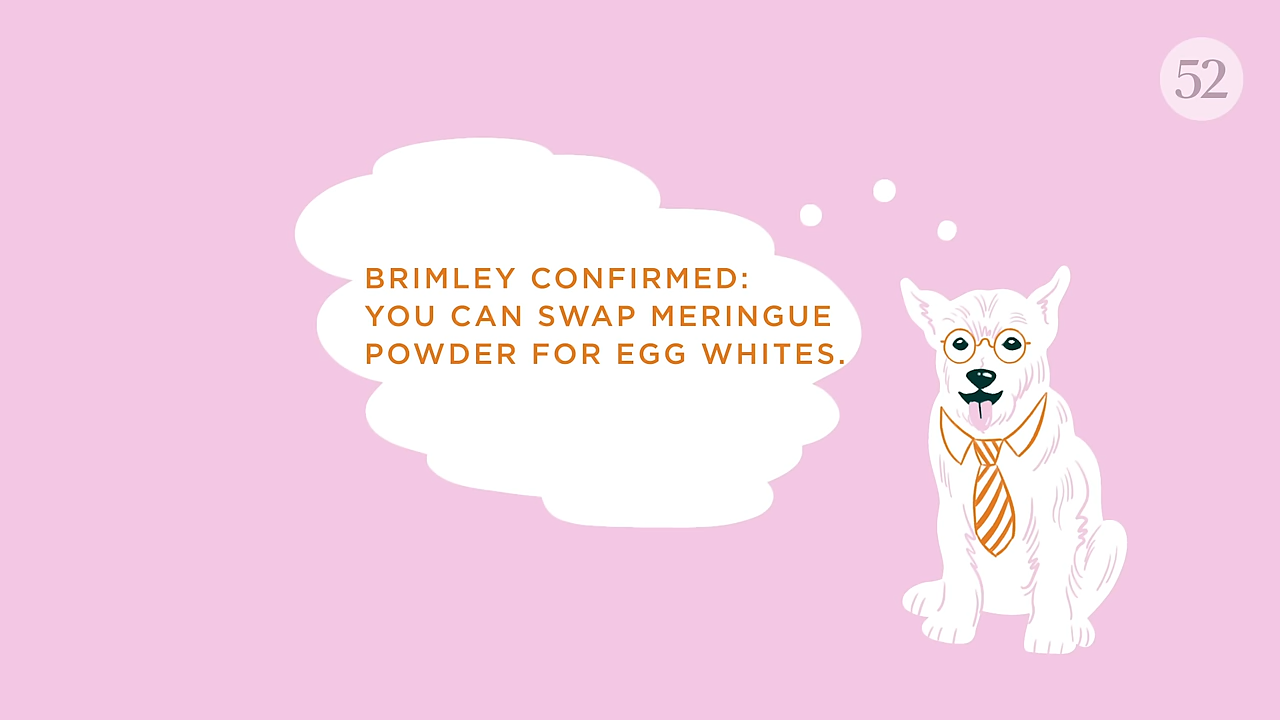 52
BRIMLEY CONFIRMED:
YOU CAN SWAP MERINGUE
POWDER FOR EGG WHITES.